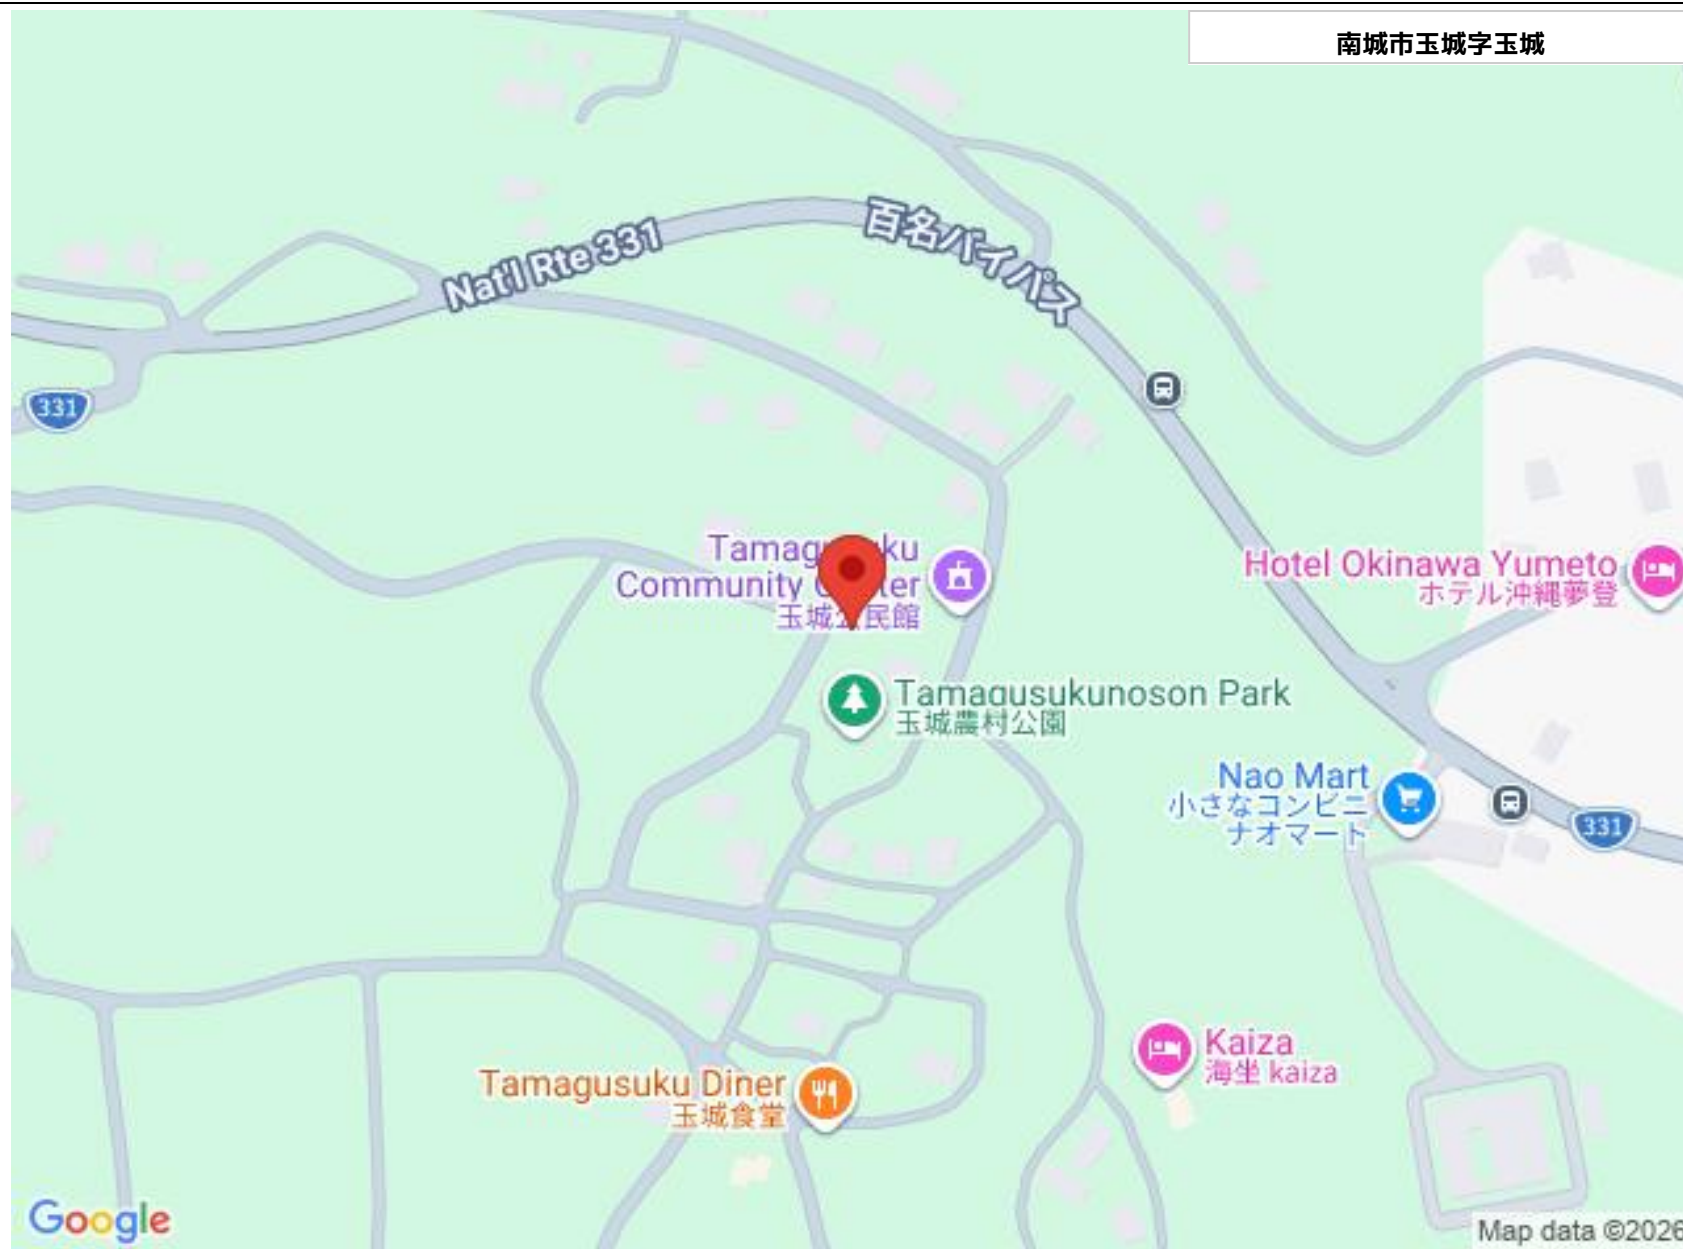 南城市玉城字玉城
Nat'l Rte 331
百名バイパス
331
Tamagusuku
Community Center
玉城公民館
Hotel Okinawa Yumeto
ホテル沖縄夢登
Tamagusukunoson Park
玉城農村公園
Nao Mart
小さなコンビニ
ナオマート
331
Kaiza
海坐 kaiza
Tamagusuku Diner
玉城食堂
Google
Map data ©2026